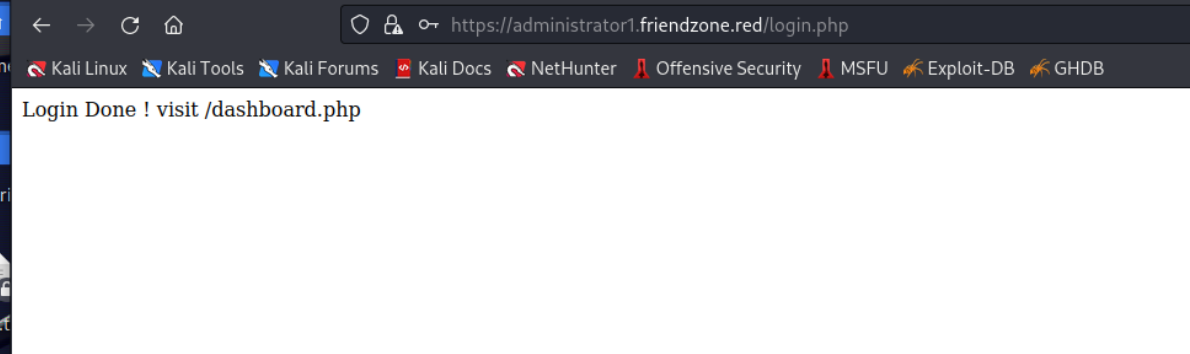 https://administrator1.friendzone.red/login.php
Kali Linux Kali Tools Kali Forums Kali Docs NetHunter Offensive Security MSFU Exploit-DB GHDB
Login Done ! visit /dashboard.php